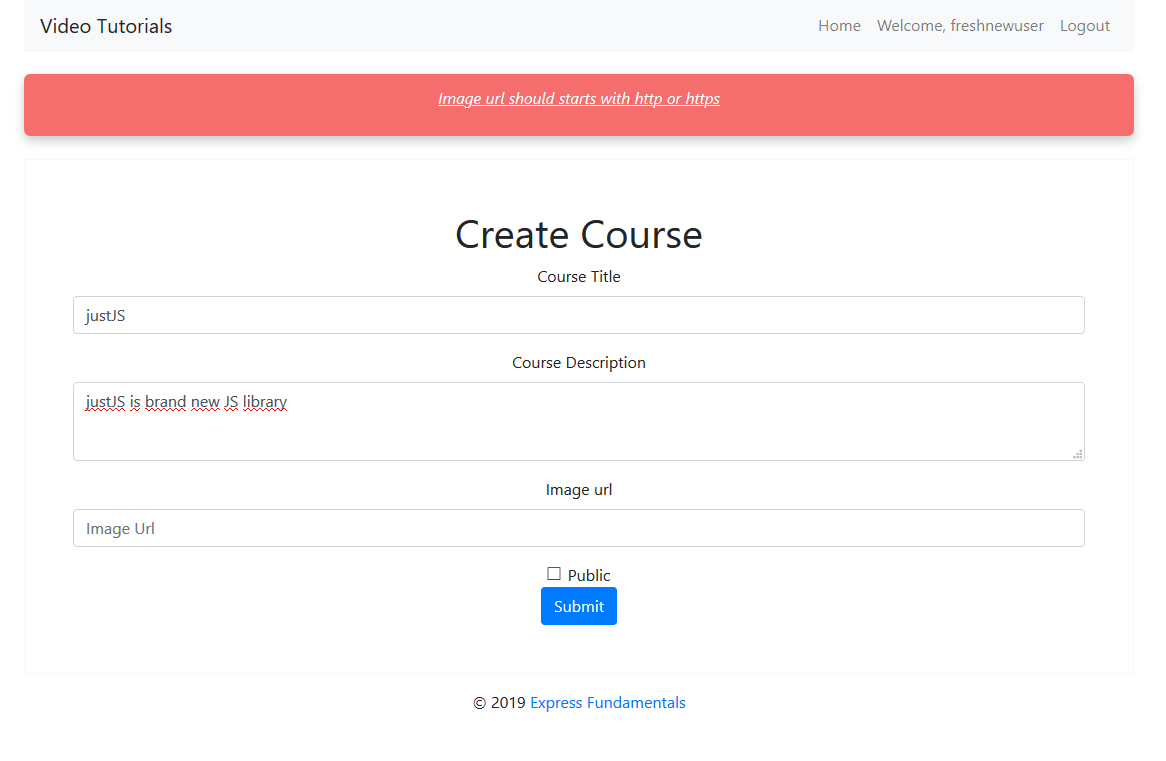 Video Tutorials
Home Welcome, freshnewuser Logout
Image url should starts with http or https
Create Course
Course Title
justJS
Course Description
justJS is brand new JS library
Image url
Image Url
Public
Submit
© 2019 Express Fundamentals